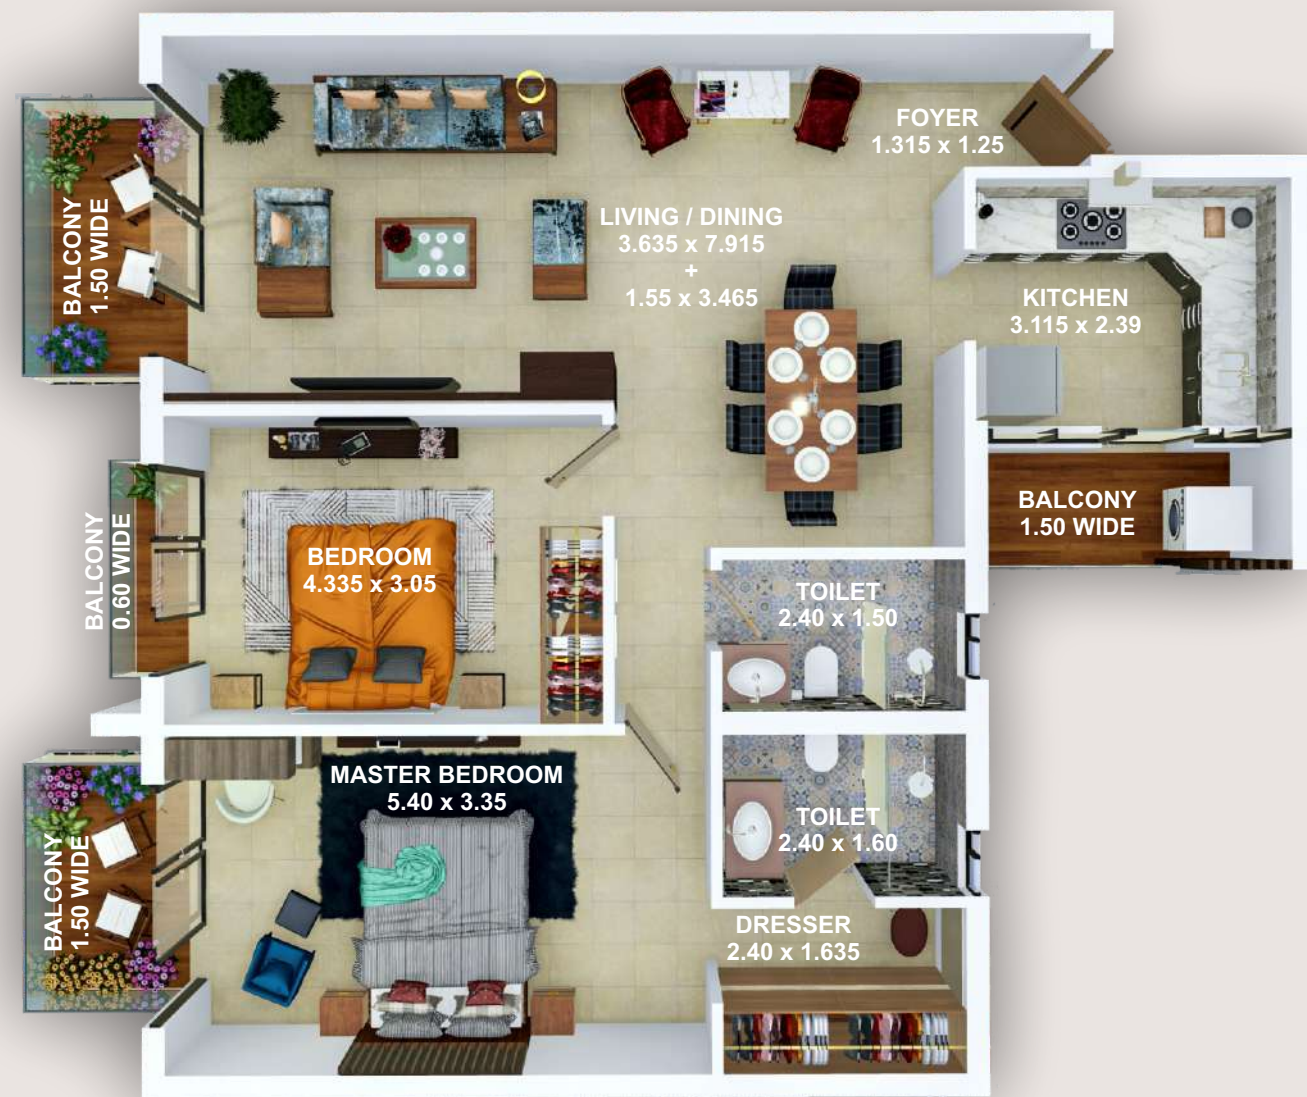 FOYER
1.315 x 1.25
LIVING / DINING
3.635 x 7.915
+
1.55 x 3.465
BALCONY
1.50 WIDE
KITCHEN
3.115 x 2.39
BALCONY
1.50 WIDE
BALCONY
0.60 WIDE
BEDROOM
4.335 x 3.05
TOILET
2.40 x 1.50
MASTER BEDROOM
5.40 x 3.35
TOILET
2.40 x 1.60
BALCONY
1.50 WIDE
DRESSER
2.40 x 1.635